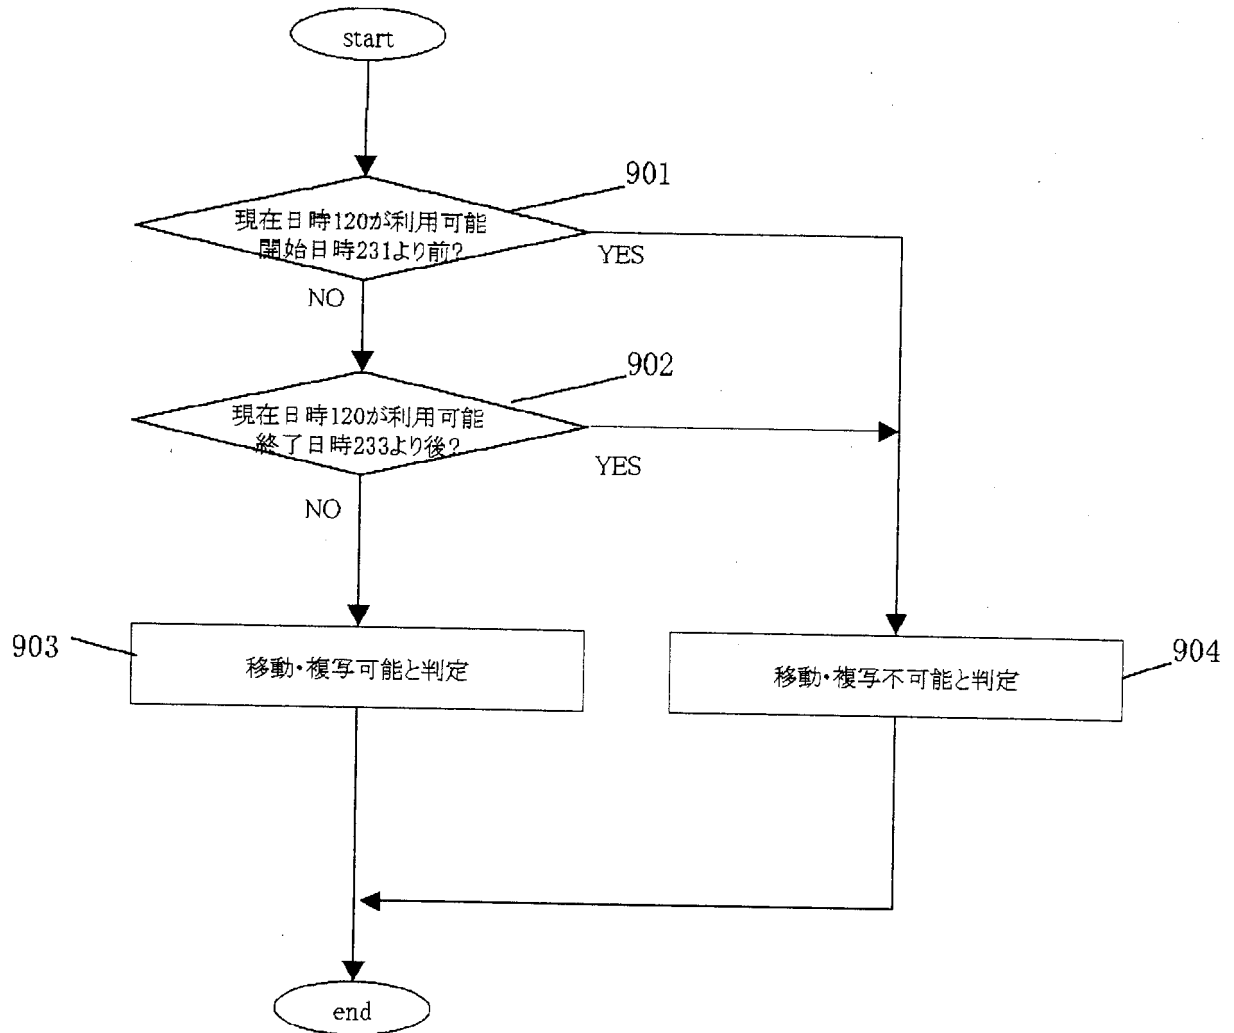 start
901
現在日時120が利用可能
開始日時231より前?
YES
NO
902
現在日時120が利用可能
終了日時233より後?
YES
NO
903
移動・複写可能と判定
移動・複写不可能と判定
904
end